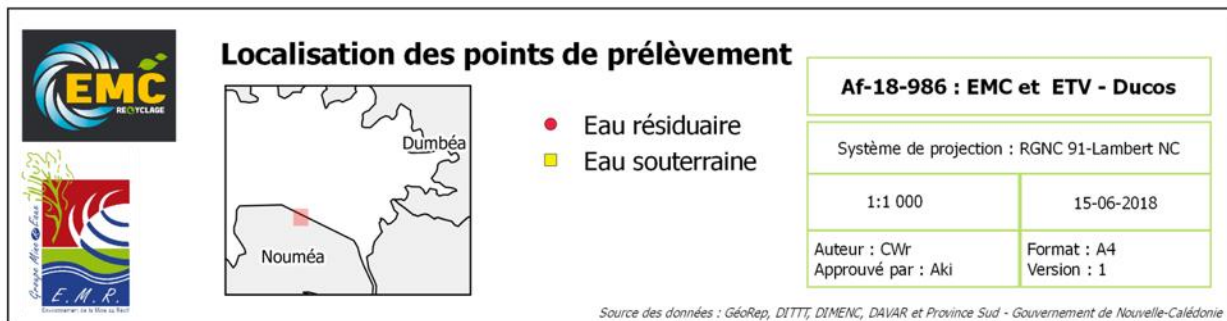 EMC
RECYCLAGE
Localisation des points de prélèvement
Dumbéa
Nouméa
Eau résiduaire
Eau souterraine
Af-18-986 : EMC et ETV - Ducos
Système de projection : RGNC 91-Lambert NC
1:1 000
15-06-2018
Auteur : CWr
Approuvé par : Aki
Format : A4
Version : 1
E. M. R.
Source des données : GéoRep, DITTT, DIMENC, DAVAR et Province Sud - Gouvernement de Nouvelle-Calédonie